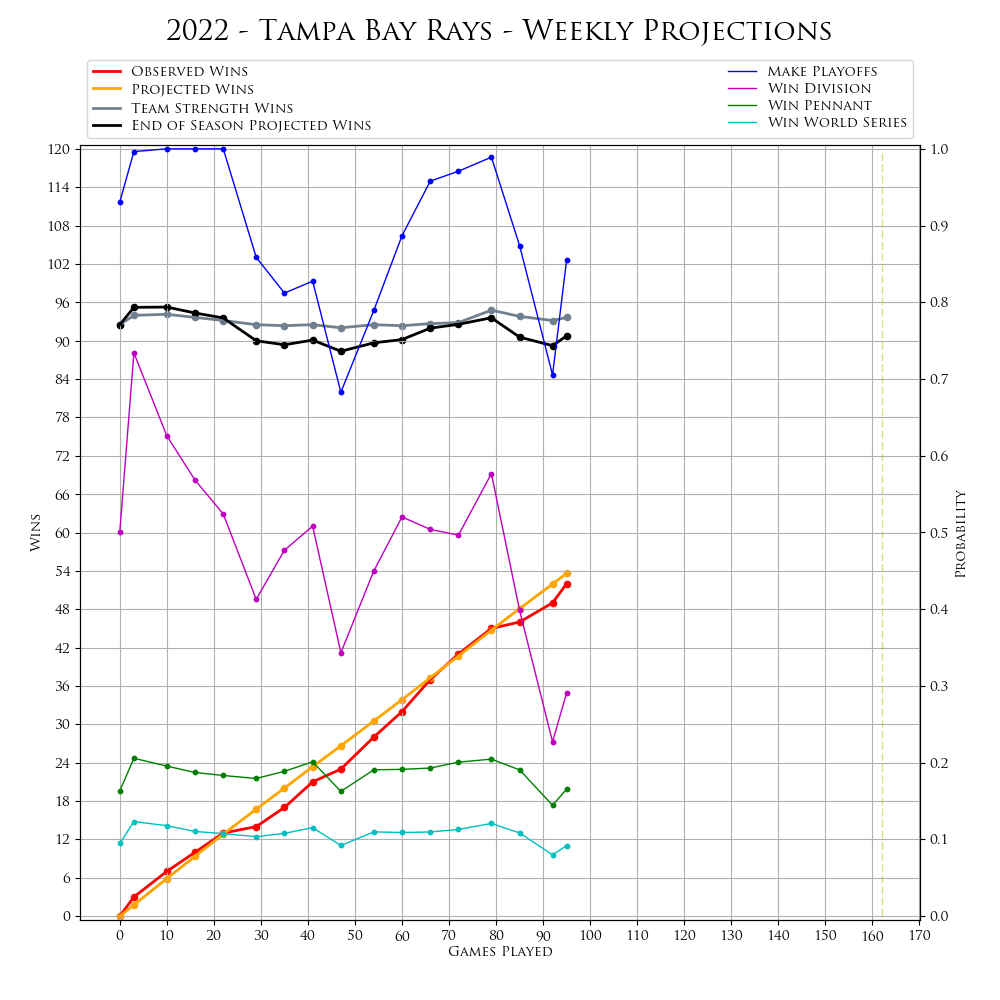 2022 - Tampa Bay Rays - Weekly Projections
Observed Wins
Projected Wins
Team Strength Wins
End of Season Projected Wins
Make Playoffs
Win Division
Win Pennant
Win World Series
120
114
108
102
96
90
84
78
72
66
60
54
48
42
36
30
24
18
12
6
0
Wins
1.0
0.9
0.8
0.7
0.6
0.5
0.4
0.3
0.2
0.1
0.0
Probability
0 10 20 30 40 50 60 70 80 90 100 110 120 130 140 150 160 170
Games Played